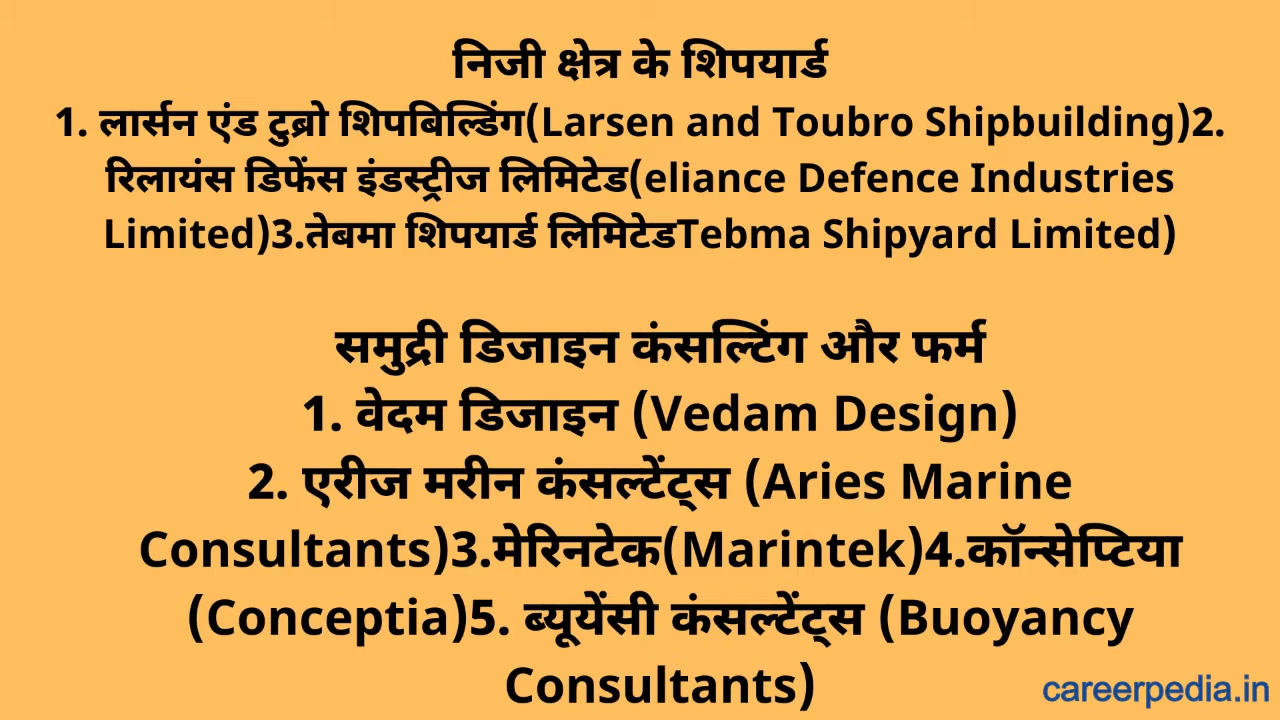 निजी क्षेत्र के शिपयार्ड
1. लार्सन एंड टुब्रो शिपबिल्डिंग(Larsen and Toubro Shipbuilding)2.
रिलायंस डिफेंस इंडस्ट्रीज लिमिटेड(eliance Defence Industries
Limited)3.तेबमा शिपयार्ड लिमिटेडTebma Shipyard Limited)
समुद्री डिजाइन कंसल्टिंग और फर्म
1. वेदम डिजाइन (Vedam Design)
2. एरीज मरीन कंसल्टेंट्स (Aries Marine
Consultants)3.मेरिनटेक(Marintek)4.कॉन्सेप्टिया
(Conceptia)5. ब्यूयेंसी कंसल्टेंट्स (Buoyancy
Consultants)
careerpedia.in